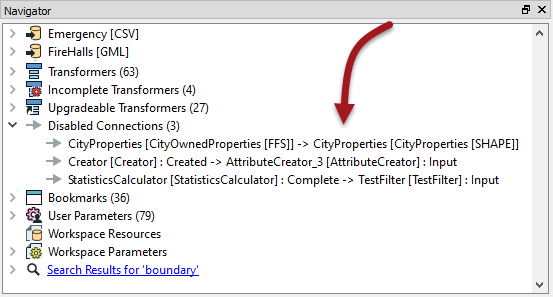 Navigator
Emergency [CSV]
FireHalls [GML]
Transformers (63)
Incomplete Transformers (4)
Upgradeable Transformers (27)
Disabled Connections (3)
CityProperties [CityOwnedProperties [FFS]] -> CityProperties [CityProperties [SHAPE]]
Creator [Creator] : Created -> AttributeCreator_3 [AttributeCreator] : Input
StatisticsCalculator [StatisticsCalculator] : Complete -> TestFilter [TestFilter] : Input
Bookmarks (36)
User Parameters (79)
Workspace Resources
Workspace Parameters
Search Results for 'boundary'